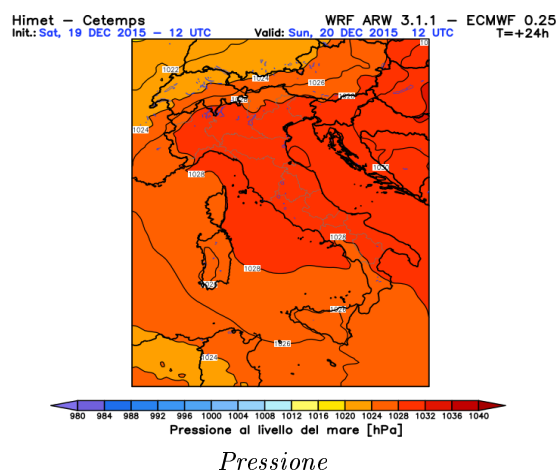 Himet – Cetemps WRF ARW 3.1.1 – ECMWF 0.25
Init.: Sat, 19 DEC 2015 – 12 UTC Valid: Sun, 20 DEC 2015 12 UTC T=+24h
1022
1024
1026
1028
1024
1028
1028
1026
1026
1026
1024
980 984 988 992 996 1000 1004 1008 1012 1016 1020 1024 1028 1032 1036 1040
Pressione al livello del mare [hPa]
Pressione